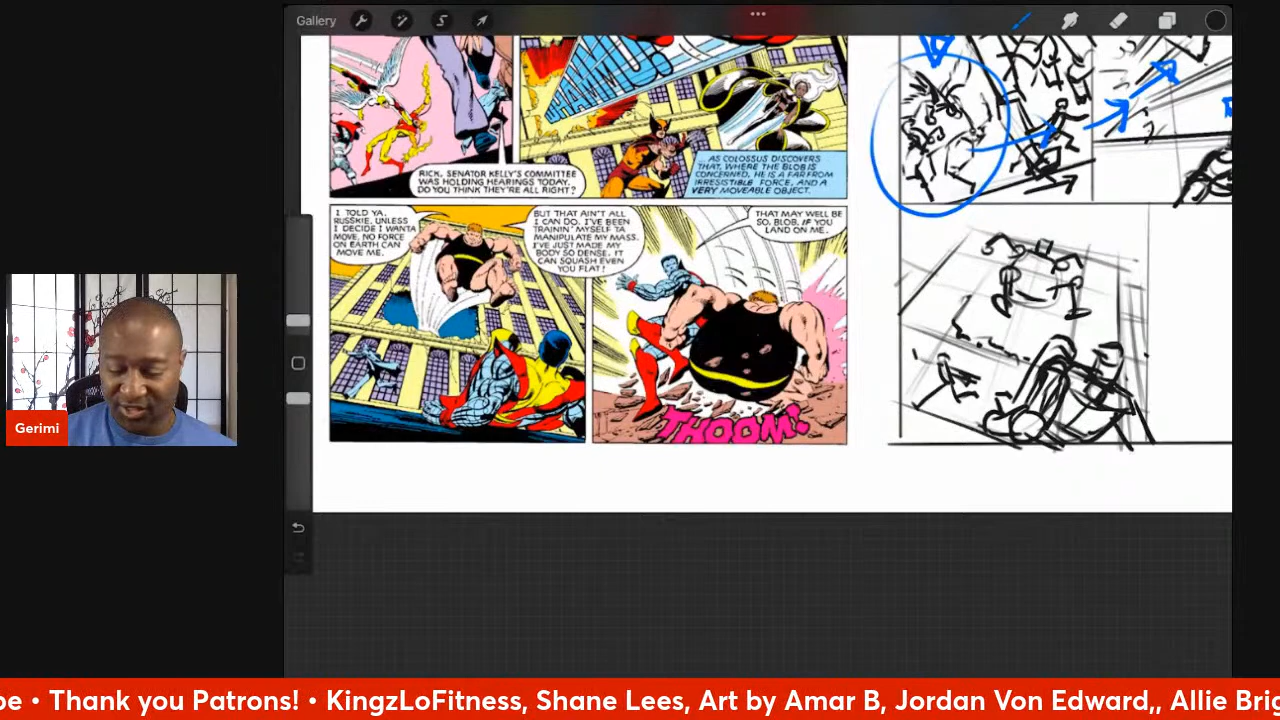 Gallery
WHAMMO!
RICK, SENATOR KELLY'S COMMITTEE
WAS HOLDING HEARINGS TODAY.
DO YOU THINK THEY'RE ALL RIGHT?
... AS COLOSSUS DISCOVERS
THAT, WHERE THE BLOB IS
CONCERNED, HE IS A FAR FROM
IRRESISTIBLE FORCE, AND A
VERY MOVEABLE OBJECT.
I TOLD YA,
RUSSKIE, UNLESS
I DECIDE I WANTA
MOVE, NO FORCE
ON EARTH CAN
MOVE ME.
BUT THAT AIN'T ALL
I CAN DO. I'VE BEEN
TRAININ' MYSELF TA
MANIPULATE MY MASS.
I'VE JUST MADE MY
BODY SO DENSE, IT
CAN SQUASH EVEN
YOU FLAT!
THAT MAY WELL BE
SO, BLOB, IF YOU
LAND ON ME.
THOOM!
Gerimi
be • Thank you Patrons! • KingzLoFitness, Shane Lees, Art by Amar B, Jordan Von Edward,, Allie Brig